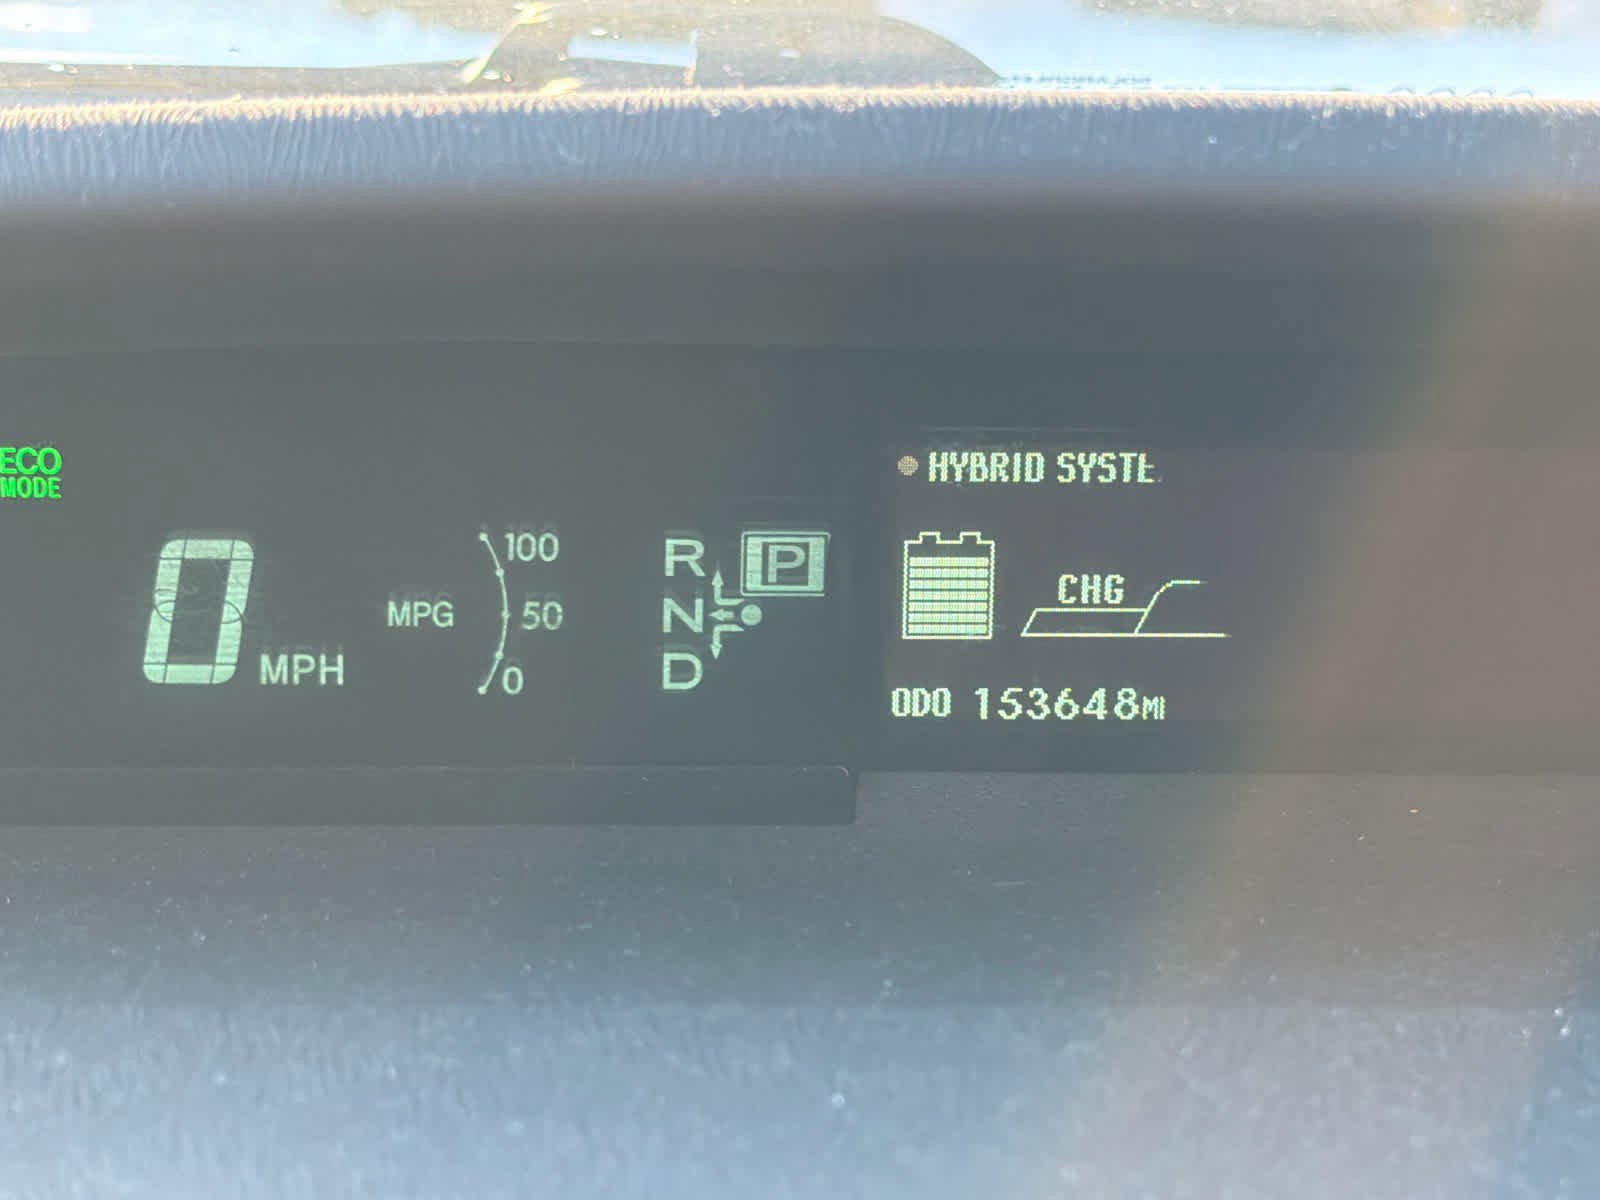 ECO
MODE
0 MPH
MPG
100
50
0
R
N
D
P
HYBRID SYSTE
CHG
ODO 153648MI